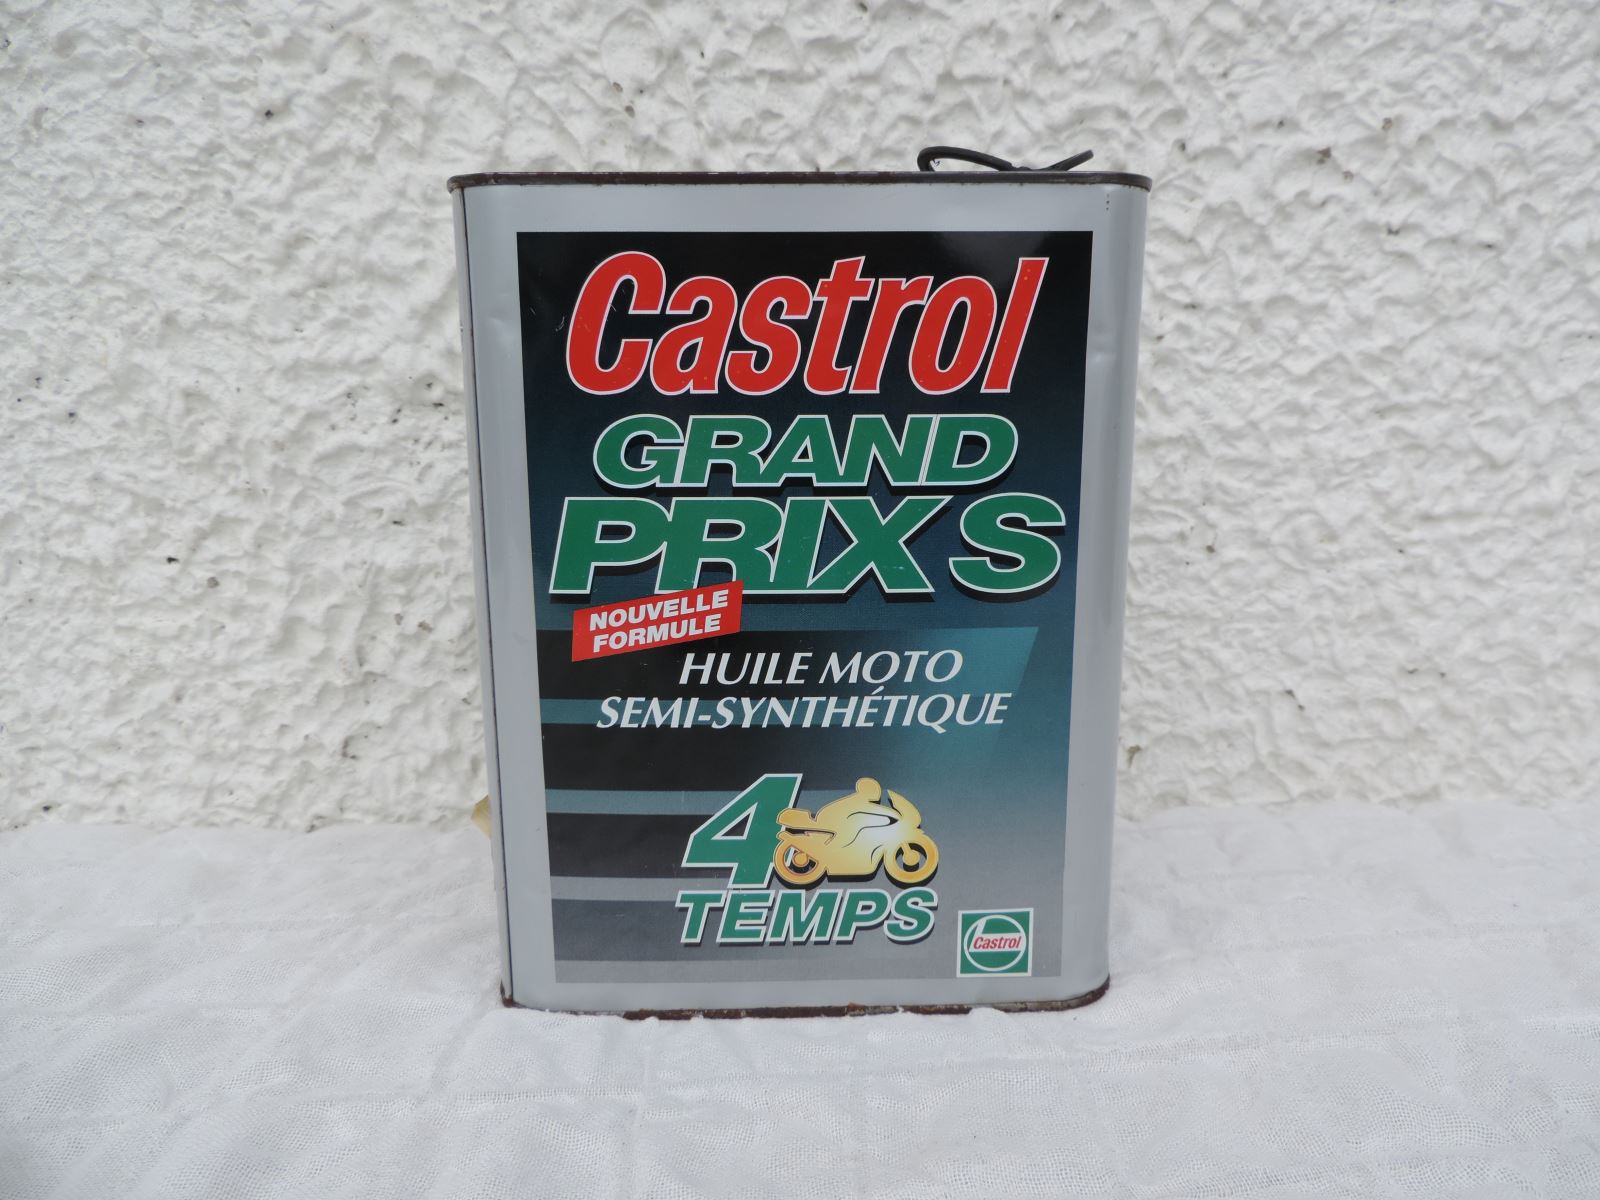 Castrol
GRAND
PRIX S
NOUVELLE
FORMULE
HUILE MOTO
SEMI-SYNTHÉTIQUE
4
TEMPS
Castrol